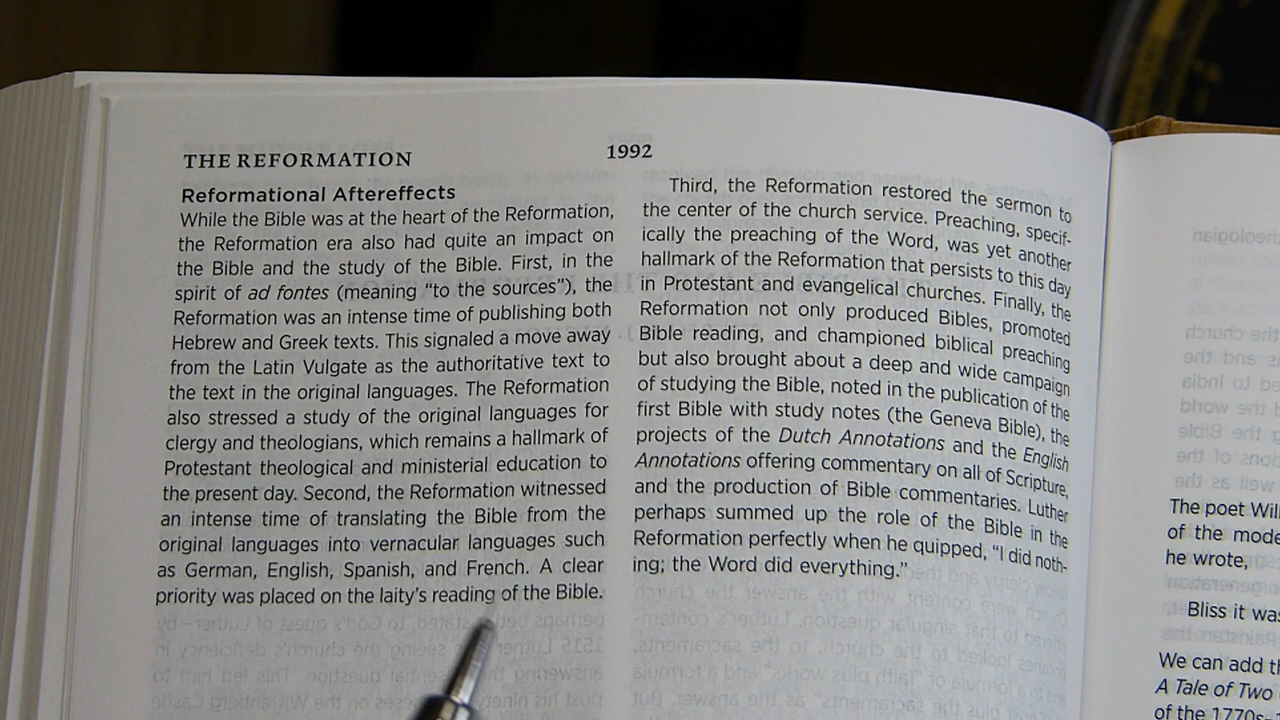 THE REFORMATION
1992
Reformational Aftereffects
While the Bible was at the heart of the Reformation,
the Reformation era also had quite an impact on
the Bible and the study of the Bible. First, in the
spirit of ad fontes (meaning “to the sources”), the
Reformation was an intense time of publishing both
Hebrew and Greek texts. This signaled a move away
from the Latin Vulgate as the authoritative text to
the text in the original languages. The Reformation
also stressed a study of the original languages for
clergy and theologians, which remains a hallmark of
Protestant theological and ministerial education to
the present day. Second, the Reformation witnessed
an intense time of translating the Bible from the
original languages into vernacular languages such
as German, English, Spanish, and French. A clear
priority was placed on the laity’s reading of the Bible.
Third, the Reformation restored the sermon to
the center of the church service. Preaching, specif-
ically the preaching of the Word, was yet another
hallmark of the Reformation that persists to this day
in Protestant and evangelical churches. Finally, the
Reformation not only produced Bibles, promoted
Bible reading, and championed biblical preaching
but also brought about a deep and wide campaign
of studying the Bible, noted in the publication of the
first Bible with study notes (the Geneva Bible), the
projects of the Dutch Annotations and the English
Annotations offering commentary on all of Scripture,
and the production of Bible commentaries. Luther
perhaps summed up the role of the Bible in the
Reformation perfectly when he quipped, “I did noth-
ing; the Word did everything.”
The poet
of the
he wrote,
Bliss it
We can add
A Tale of Two
of the 1770s